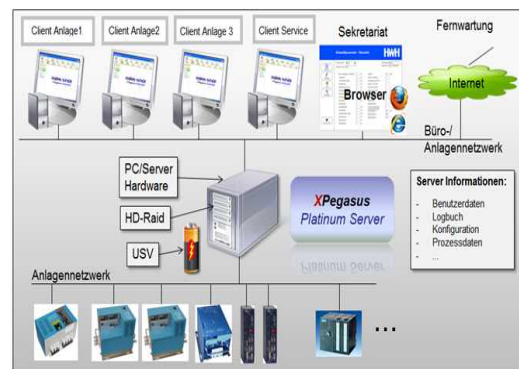 Client Anlage1
Client Anlage2
Client Anlage 3
Client Service
Sekretariat
Fernwartung
HWH
Browser
Internet
Büro-/
Anlagennetzwerk
PC/Server
Hardware
HD-Raid
USV
XPegasus
Platinum Server
Server Informationen:
- Benutzerdaten
- Logbuch
- Konfiguration
- Prozessdaten
- ...
Anlagennetzwerk
...